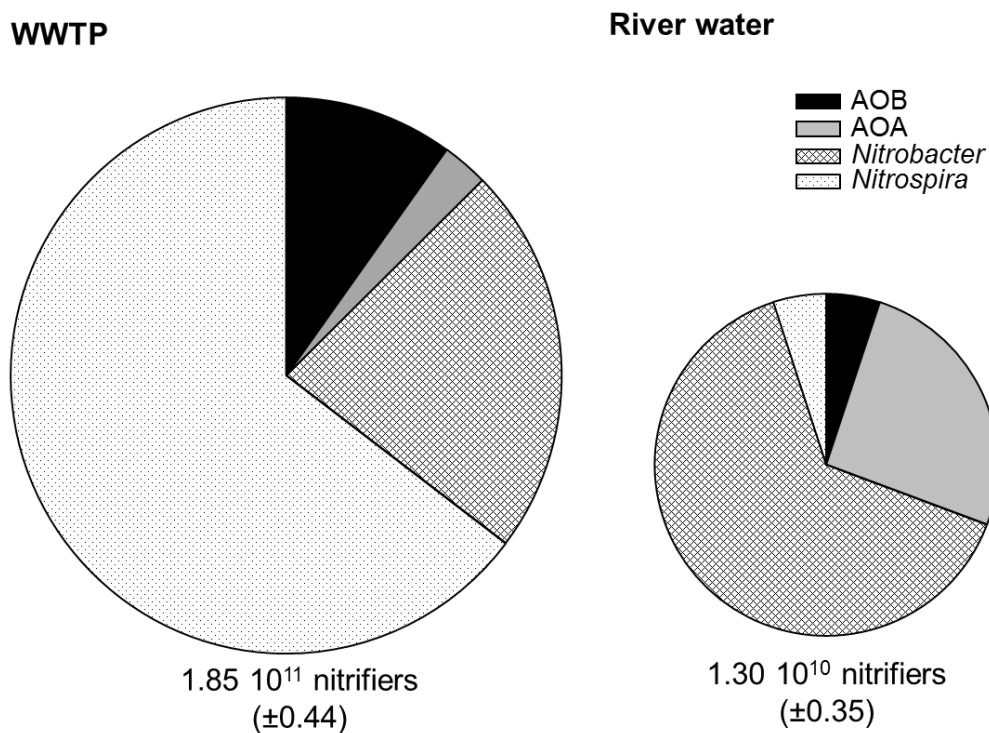 WWTP
River water
AOB
AOA
Nitrobacter
Nitrospira
1.85 10¹¹ nitrifiers
(±0.44)
1.30 10¹⁰ nitrifiers
(±0.35)